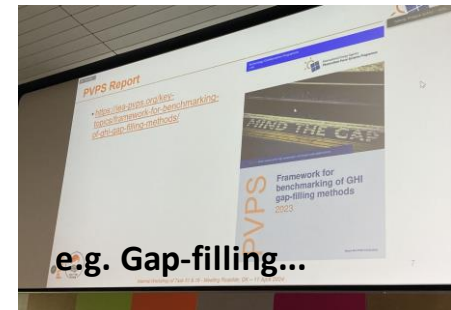 PVPS Report
https://iea-pvps.org/key-
topics/framework-for-benchmarking-
of-ghi-gap-filling-methods/
MIND THE GAP
PVPS
Framework for
benchmarking of GHI
gap-filling methods
2023
e.g. Gap-filling...
7